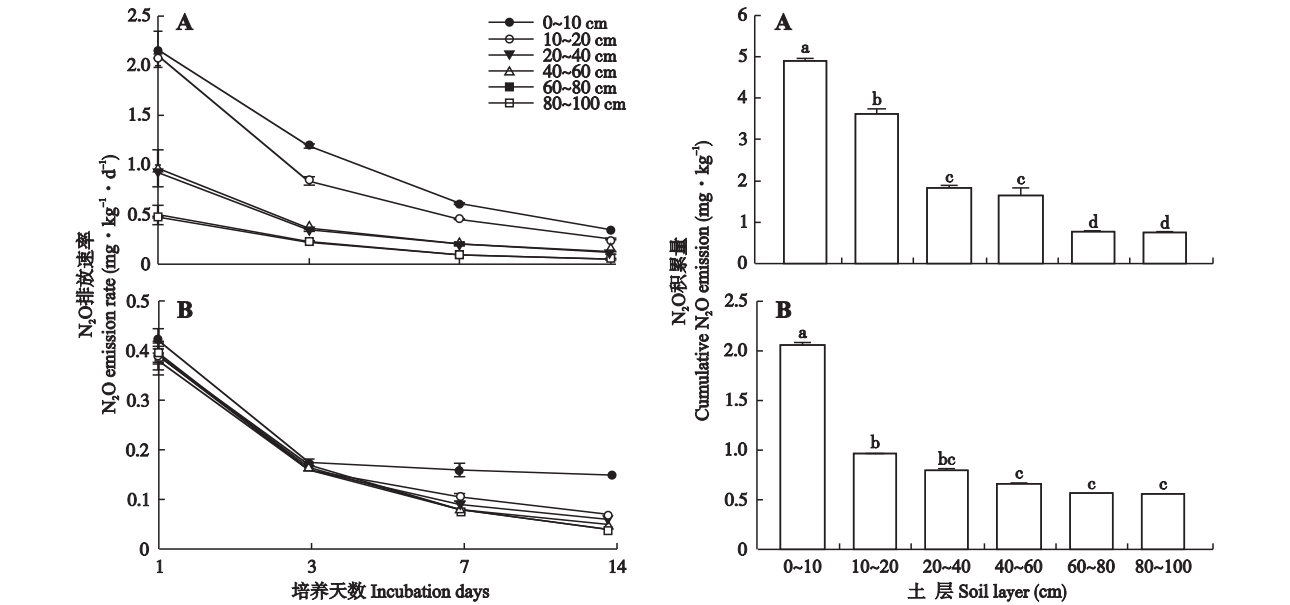 N₂O排放速率
N₂O emission rate (mg·kg⁻¹·d⁻¹)
A
2.5
2.0
1.5
1.0
0.5
0
0~10 cm
10~20 cm
20~40 cm
40~60 cm
60~80 cm
80~100 cm
B
0.5
0.4
0.3
0.2
0.1
0
1 3 7 14
培养天数 Incubation days
N₂O积累量
Cumulative N₂O emission (mg·kg⁻¹)
A
6
5
4
3
2
1
0
a b c c d d
B
2.5
2.0
1.5
1.0
0.5
0
a b bc c c c
0~10 10~20 20~40 40~60 60~80 80~100
土 层 Soil layer (cm)